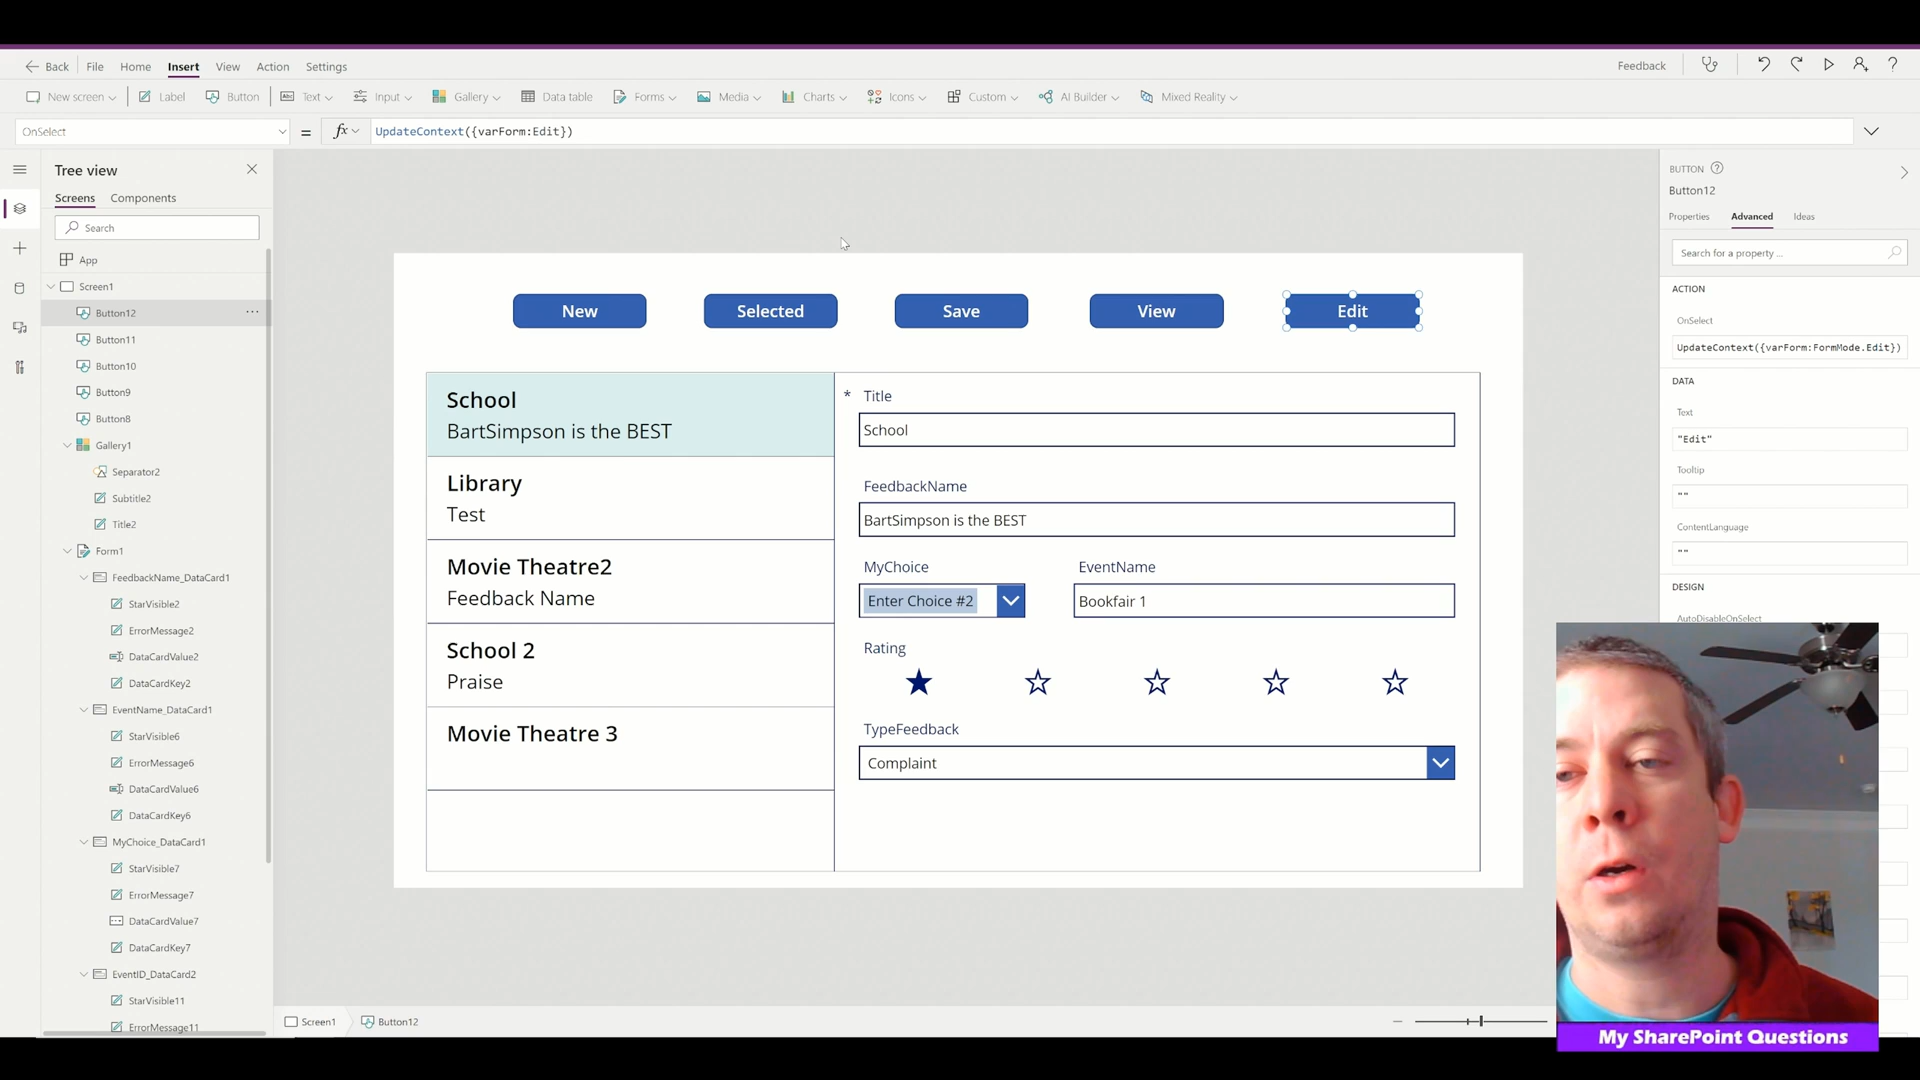 Back
File
Home
Insert
View
Action
Settings
Feedback
?
New screen
Label
Button
Text
Input
Gallery
Data table
Forms
Media
Charts
Icons
Custom
AI Builder
Mixed Reality
OnSelect
=
fx
UpdateContext({varForm:Edit})
Tree view
Screens
Components
Search
App
Screen1
Button12
...
Button11
Button10
Button9
Button8
Gallery1
Separator2
Subtitle2
Title2
Form1
FeedbackName_DataCard1
StarVisible2
ErrorMessage2
DataCardValue2
DataCardKey2
EventName_DataCard1
StarVisible6
ErrorMessage6
DataCardValue6
DataCardKey6
MyChoice_DataCard1
StarVisible7
ErrorMessage7
DataCardValue7
DataCardKey7
EventID_DataCard2
StarVisible11
ErrorMessage11
New
Selected
Save
View
Edit
School
BartSimpson is the BEST
Library
Test
Movie Theatre2
Feedback Name
School 2
Praise
Movie Theatre 3
* Title
School
FeedbackName
BartSimpson is the BEST
MyChoice
EventName
Enter Choice #2
Bookfair 1
Rating
TypeFeedback
Complaint
Screen1
Button12
BUTTON
?
Button12
Properties
Advanced
Ideas
Search for a property ...
ACTION
OnSelect
UpdateContext({varForm:FormMode.Edit})
DATA
Text
"Edit"
Tooltip
""
ContentLanguage
""
DESIGN
AutoDisableOnSelect
My SharePoint Questions